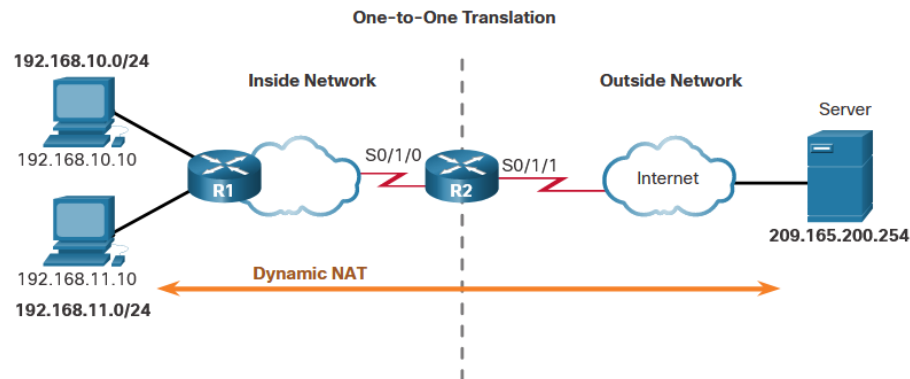 One-to-One Translation
192.168.10.0/24
Inside Network
Outside Network
Server
192.168.10.10
S0/1/0
S0/1/1
R1
R2
Internet
209.165.200.254
192.168.11.10
Dynamic NAT
192.168.11.0/24